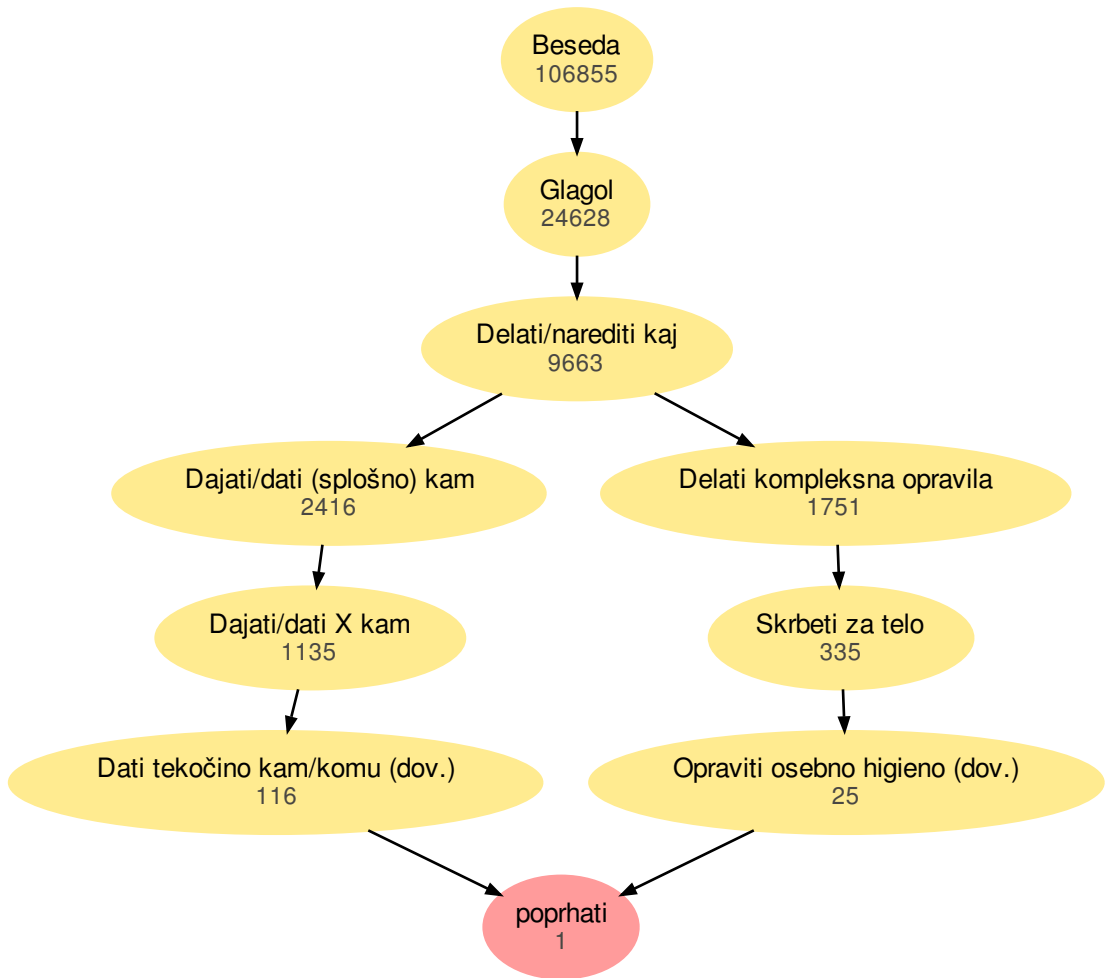 Beseda
106855
Glagol
24628
Delati/narediti kaj
9663
Dajati/dati (splošno) kam
2416
Delati kompleksna opravila
1751
Dajati/dati X kam
1135
Skrbeti za telo
335
Dati tekočino kam/komu (dov.)
116
Opraviti osebno higieno (dov.)
25
poprhati
1